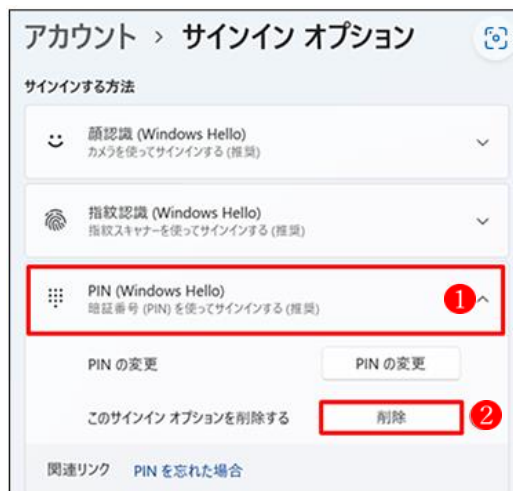 アカウント › サインイン オプション
サインインする方法
顔認識 (Windows Hello)
カメラを使ってサインインする (推奨)
指紋認識 (Windows Hello)
指紋スキャナーを使ってサインインする (推奨)
PIN (Windows Hello)
暗証番号 (PIN) を使ってサインインする (推奨)
1
PIN の変更 PIN の変更
このサインイン オプションを削除する 削除 2
関連リンク PIN を忘れた場合